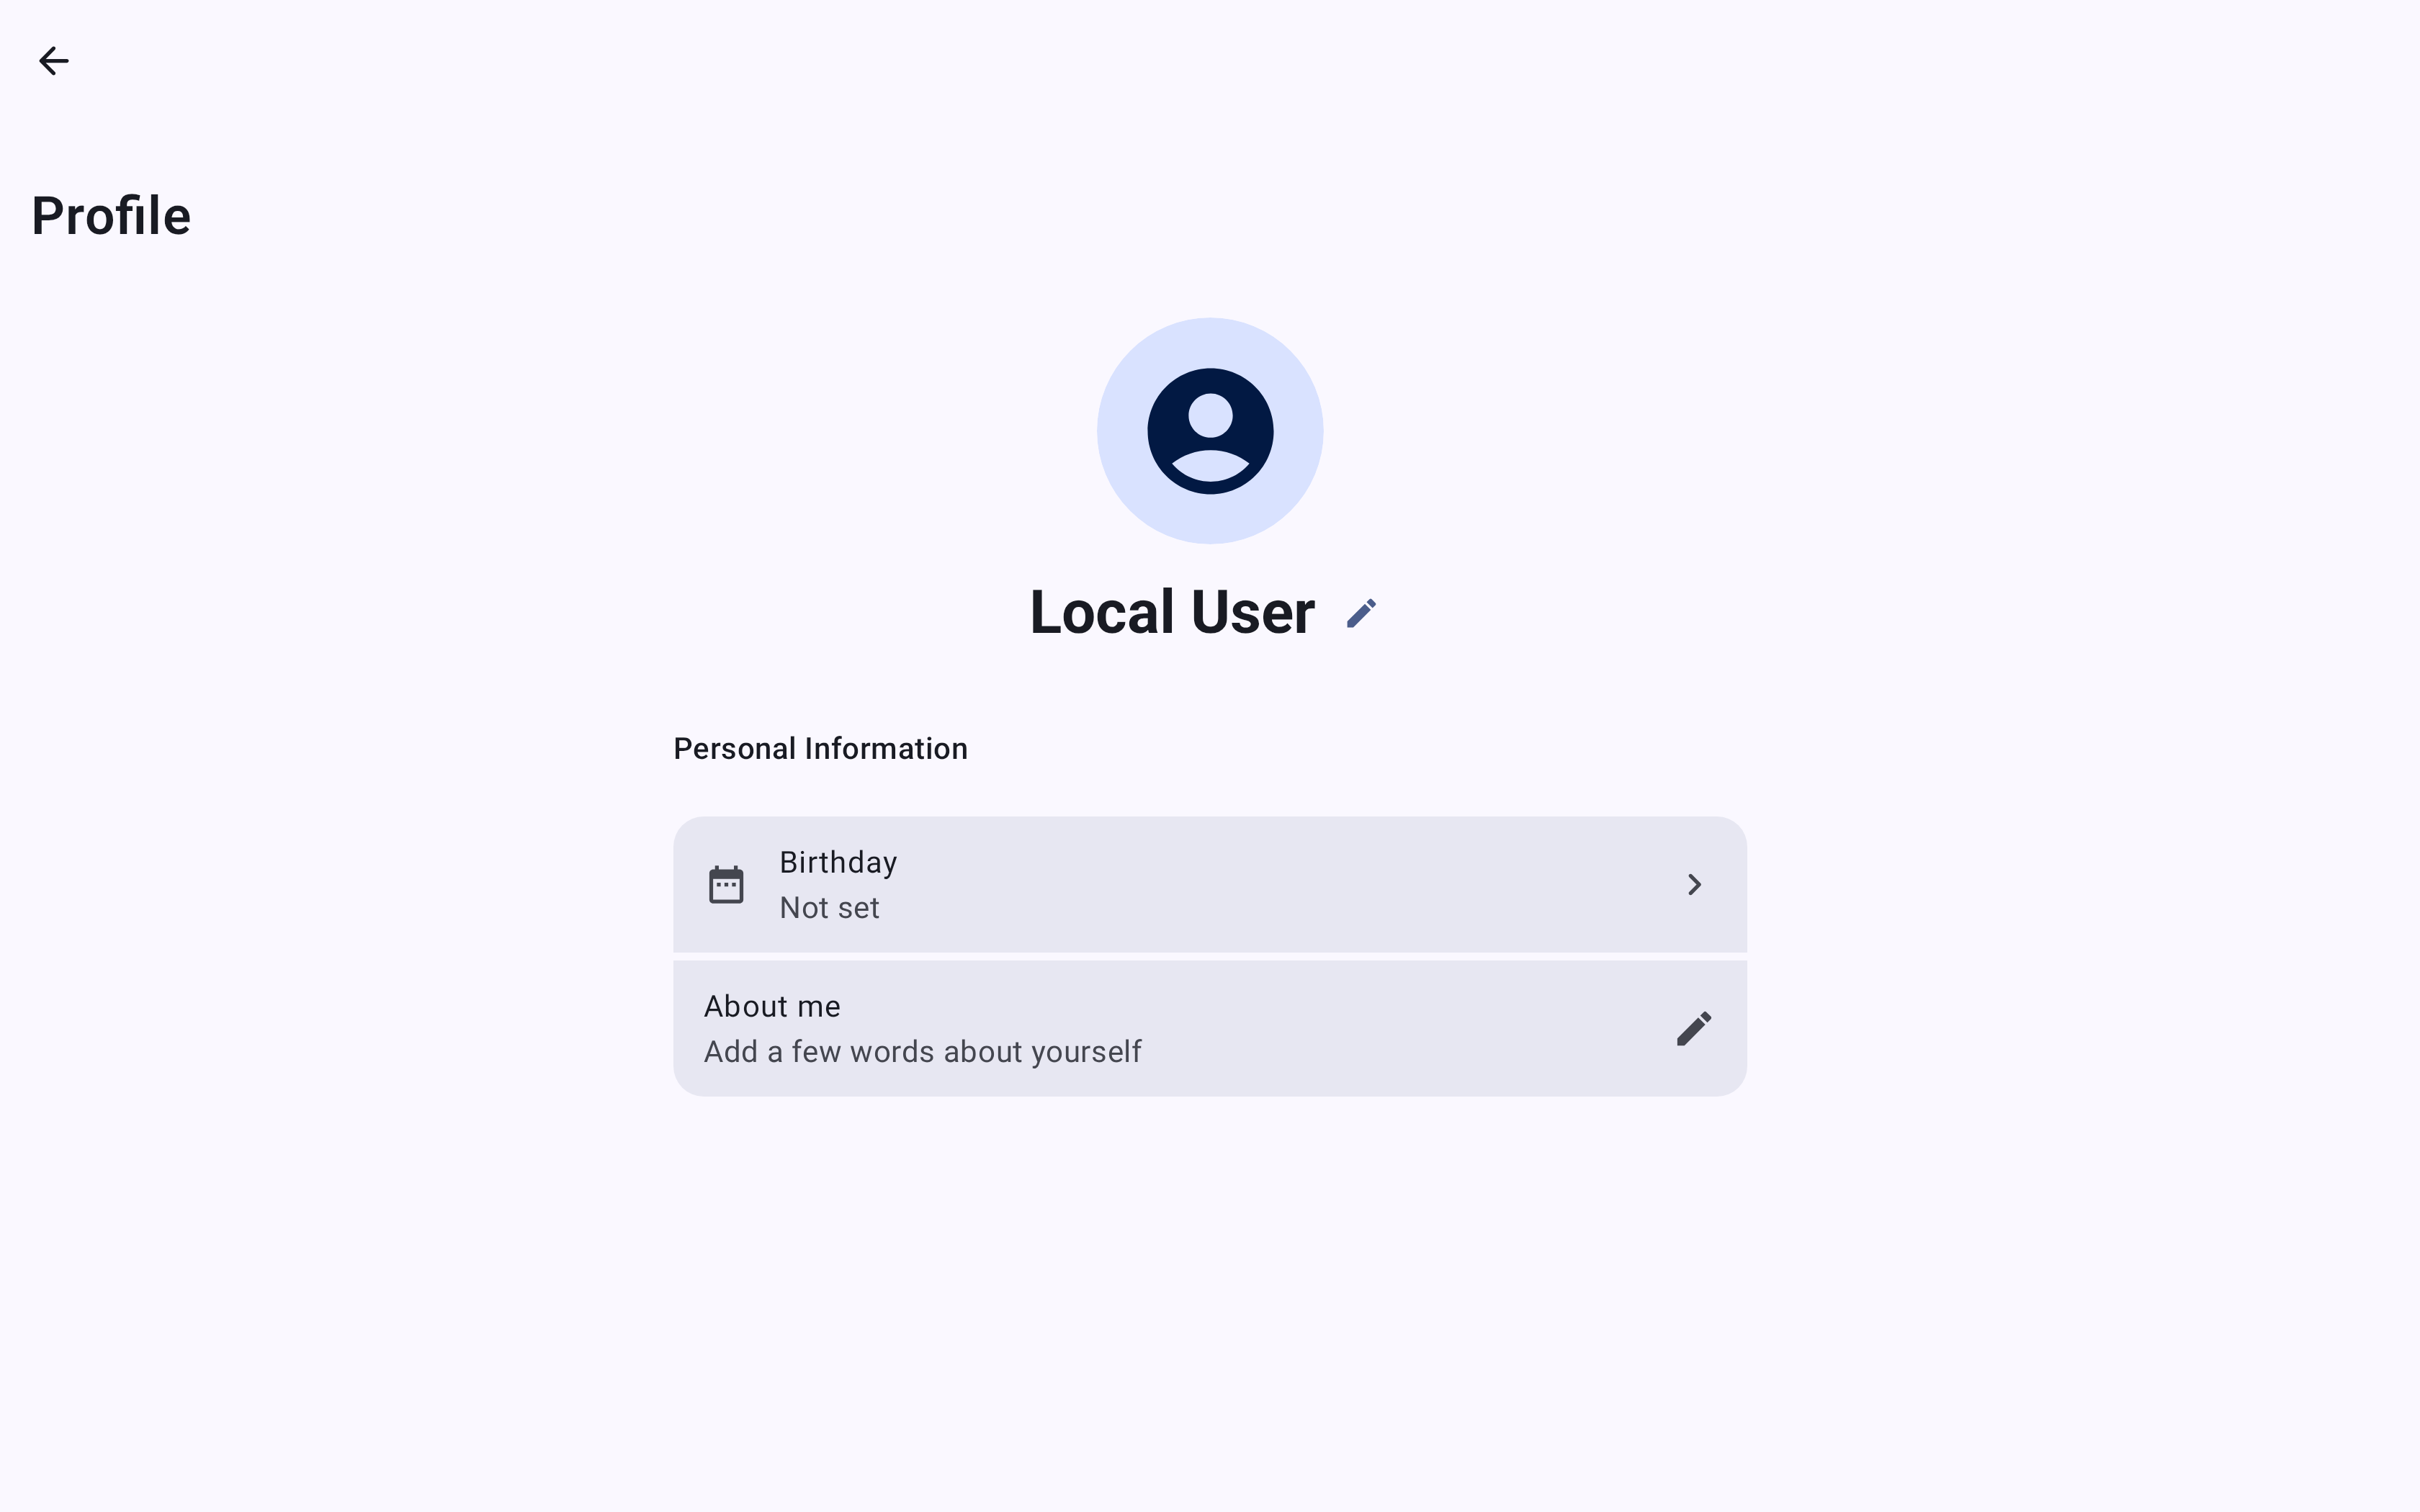 Profile
Local User
Personal Information
Birthday
Not set
About me
Add a few words about yourself